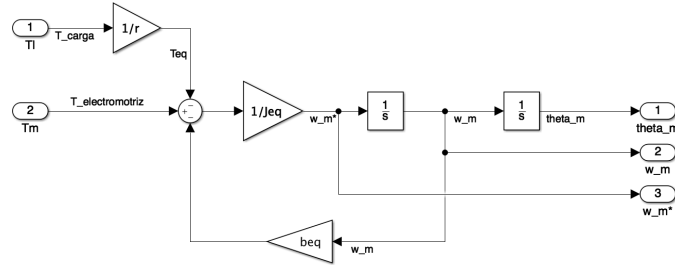 1
Tl
T_carga
1/r
Teq
2
Tm
T_electromotriz
+
−
−
1/Jeq
w_m*
1
s
w_m
1
s
theta_m
1
theta_m
2
w_m
3
w_m*
beq
w_m